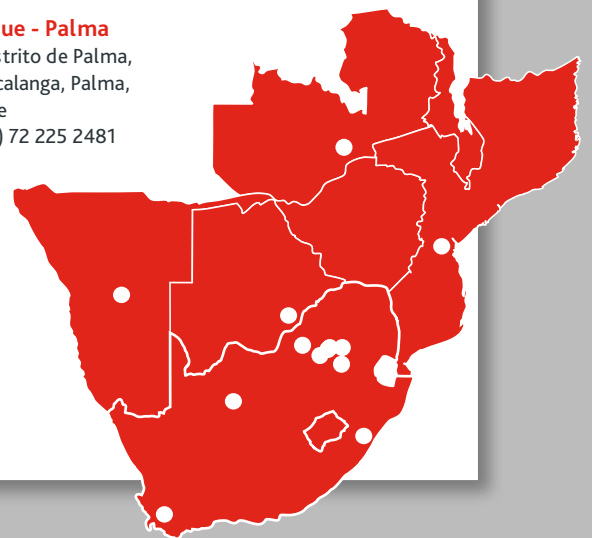 ue - Palma
strito de Palma,
calanga, Palma,
e
) 72 225 2481